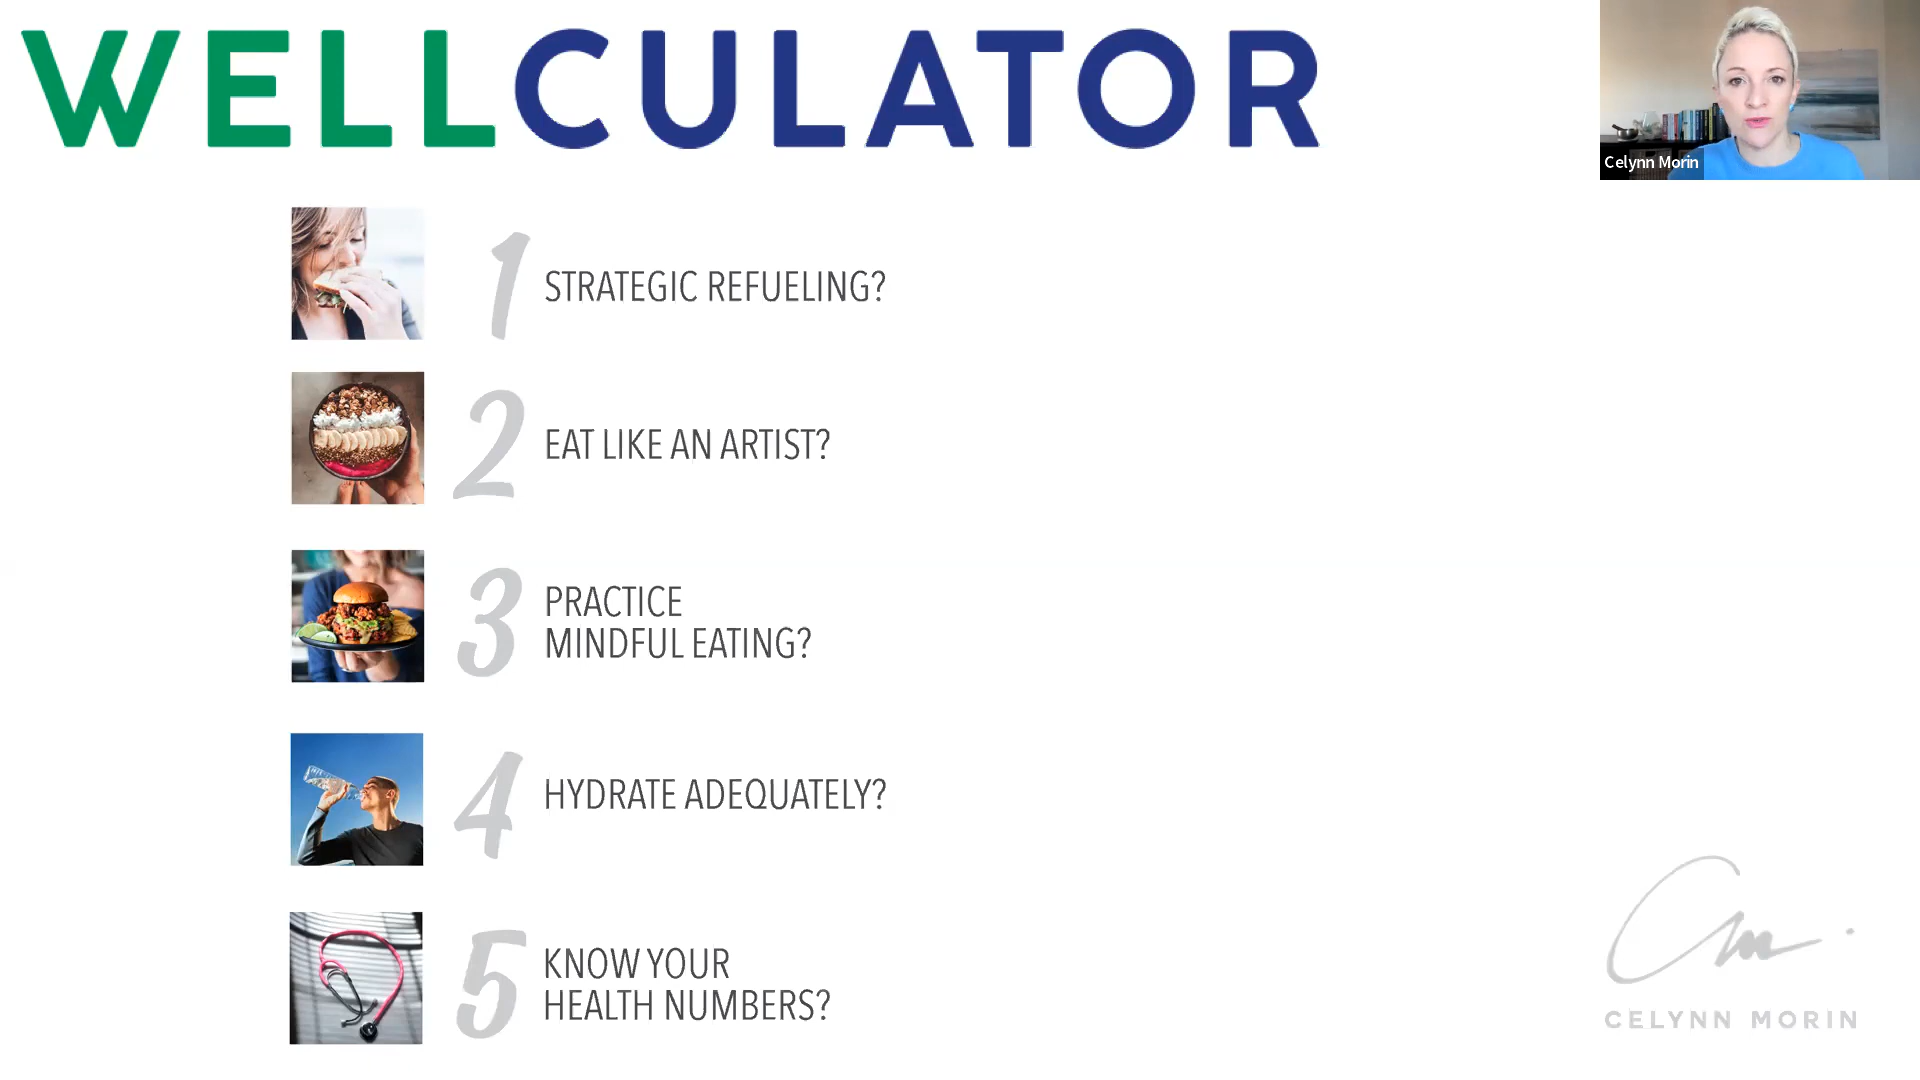 WELLCULATOR
Celynn Morin
1 STRATEGIC REFUELING?
2 EAT LIKE AN ARTIST?
3 PRACTICE
MINDFUL EATING?
4 HYDRATE ADEQUATELY?
5 KNOW YOUR
HEALTH NUMBERS?
Cm.
CELYNN MORIN